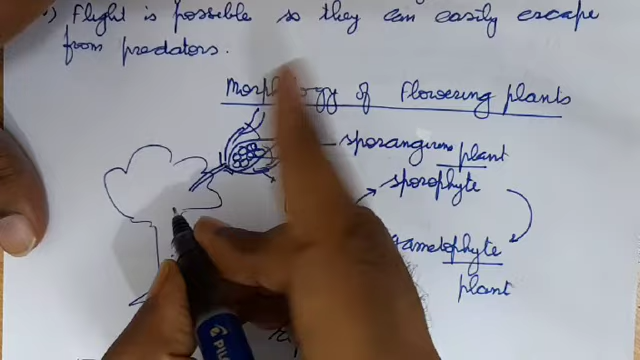 Flight is possible so they can easily escape
from predators.
Morphology of Flowering plants
sporangium plant
sporophyte
gametophyte
plant
PILOT